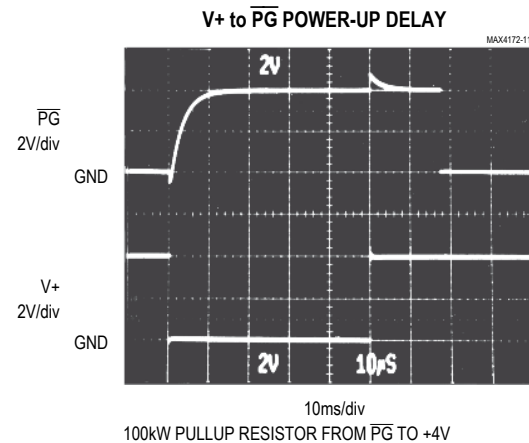 V+ to PG POWER-UP DELAY
MAX4172-11
2V
PG
2V/div
GND
V+
2V/div
GND
2V
10µS
10ms/div
100kW PULLUP RESISTOR FROM PG TO +4V